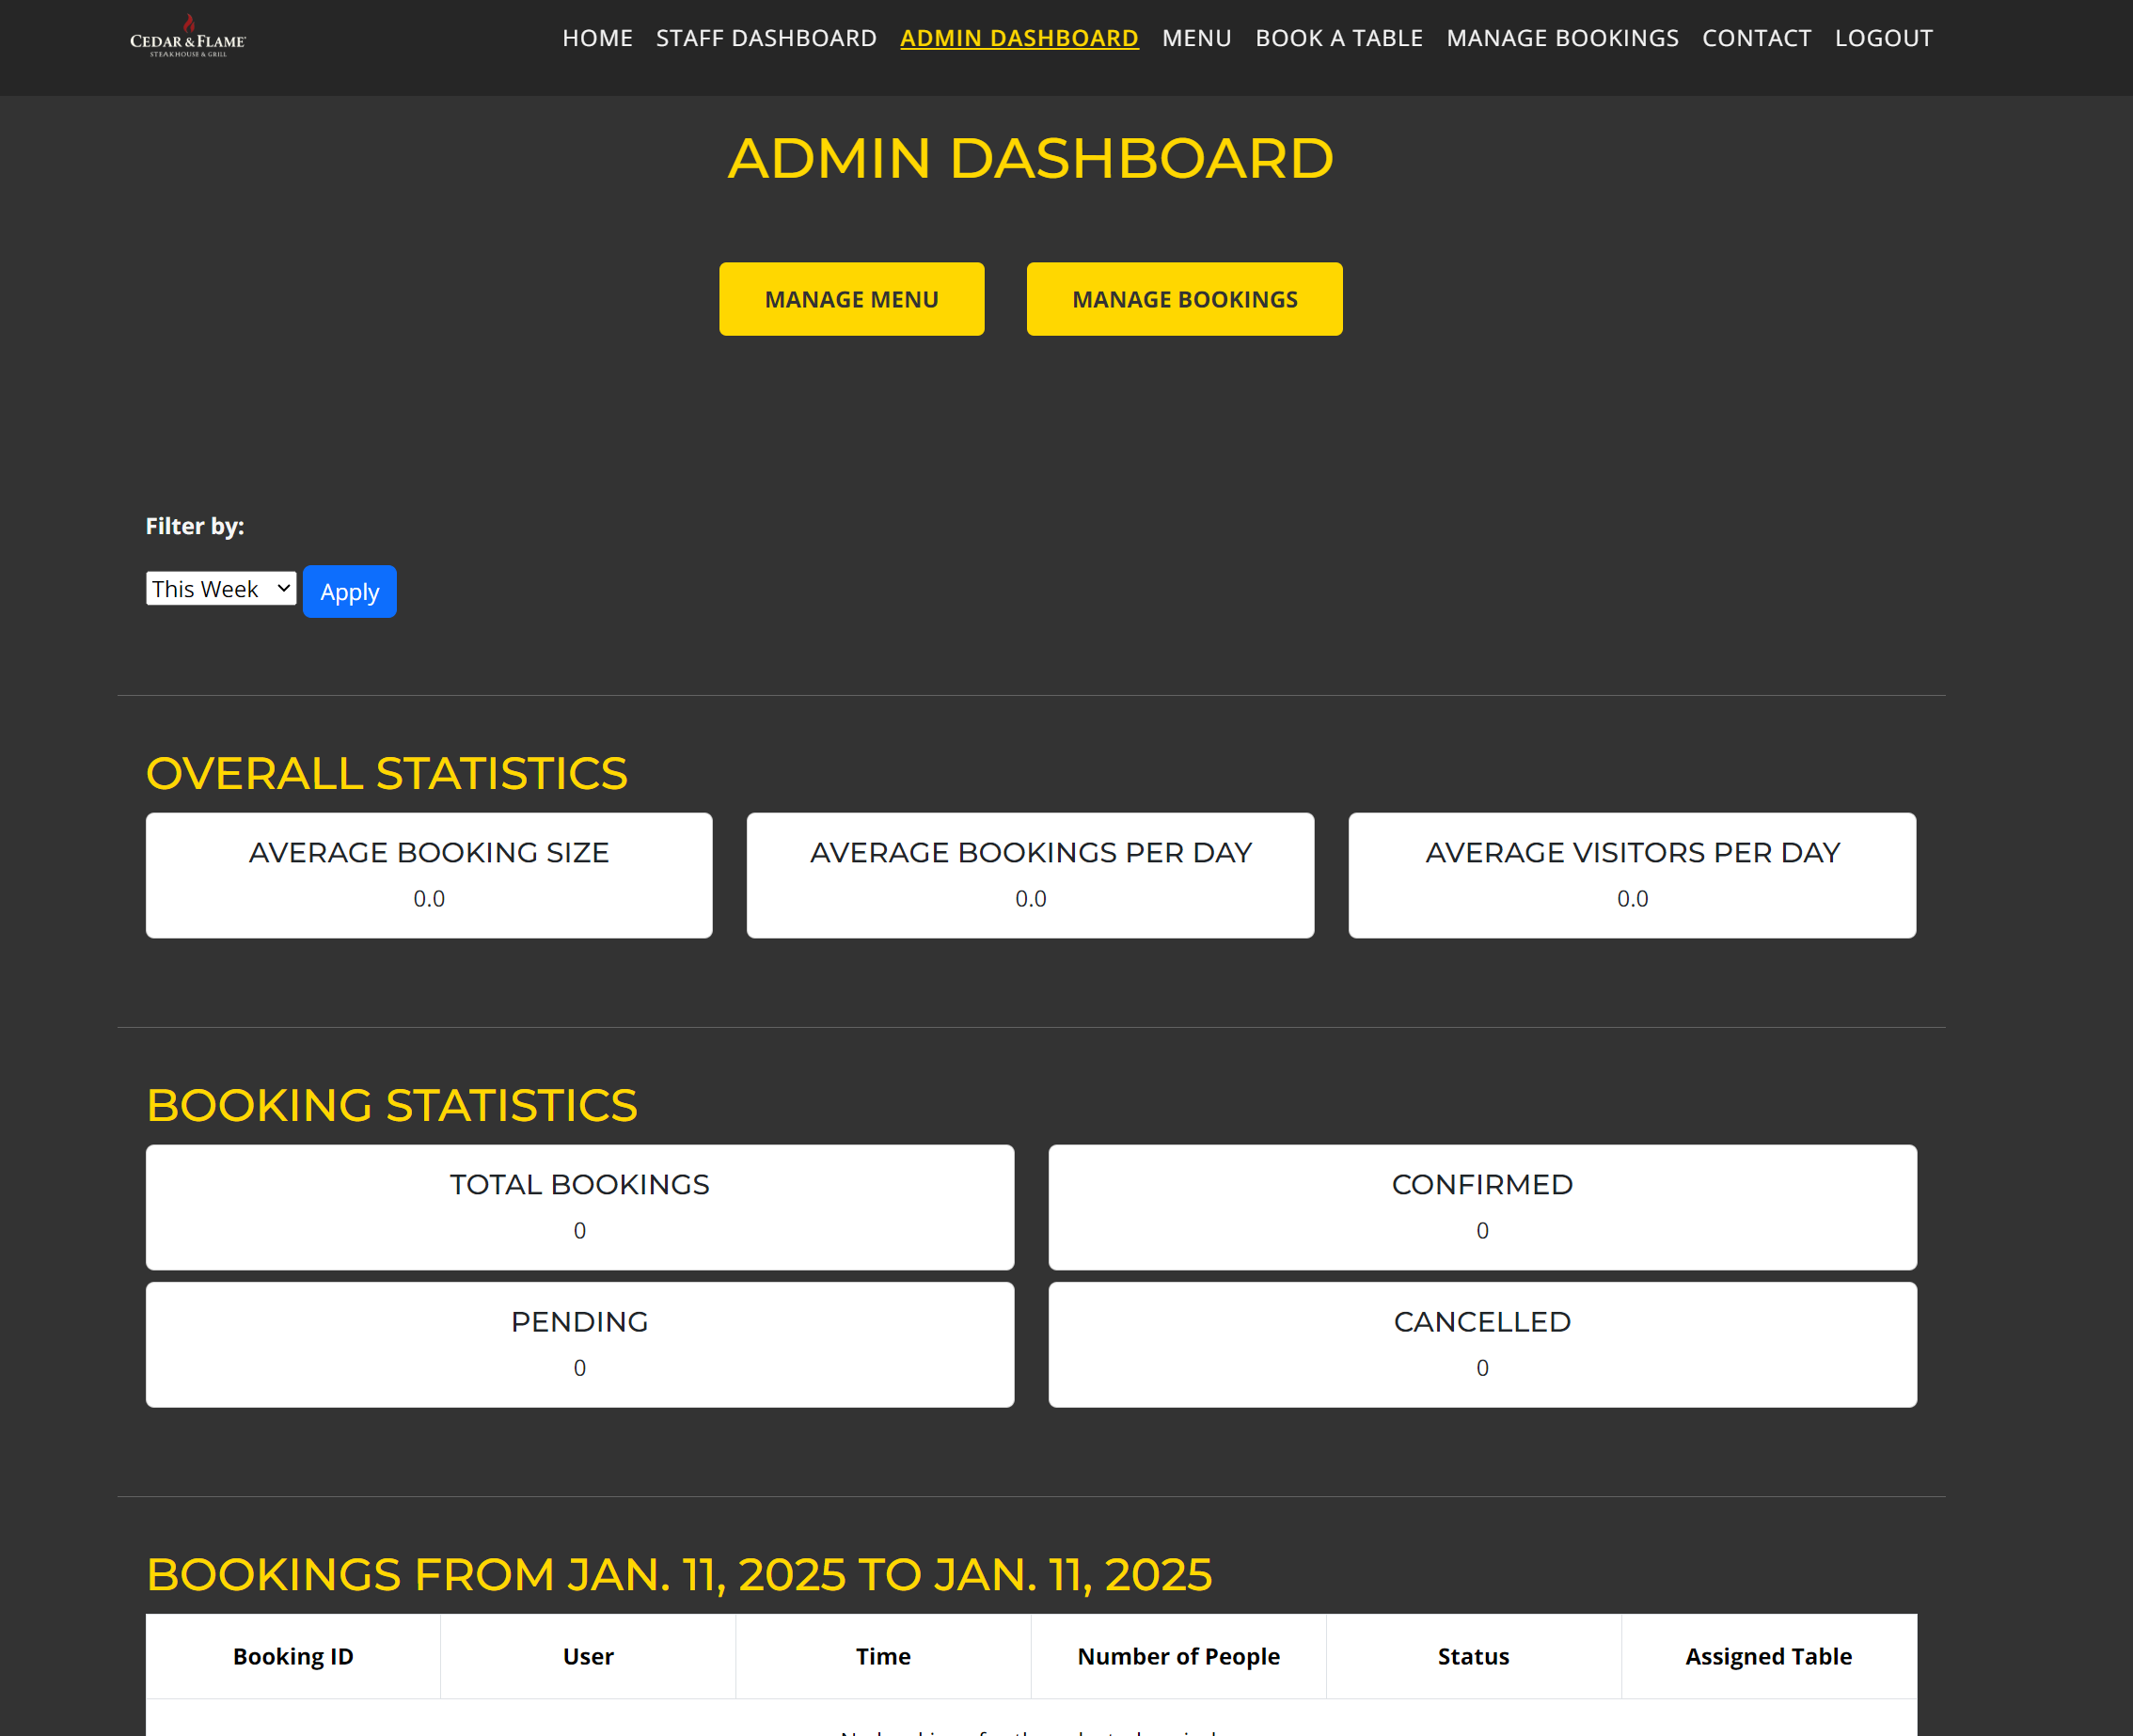 CEDAR & FLAME
STEAKHOUSE & GRILL
HOME STAFF DASHBOARD ADMIN DASHBOARD MENU BOOK A TABLE MANAGE BOOKINGS CONTACT LOGOUT
ADMIN DASHBOARD
MANAGE MENU MANAGE BOOKINGS
Filter by:
This Week Apply
OVERALL STATISTICS
AVERAGE BOOKING SIZE AVERAGE BOOKINGS PER DAY AVERAGE VISITORS PER DAY
0.0 0.0 0.0
BOOKING STATISTICS
TOTAL BOOKINGS CONFIRMED
0 0
PENDING CANCELLED
0 0
BOOKINGS FROM JAN. 11, 2025 TO JAN. 11, 2025
Booking ID User Time Number of People Status Assigned Table